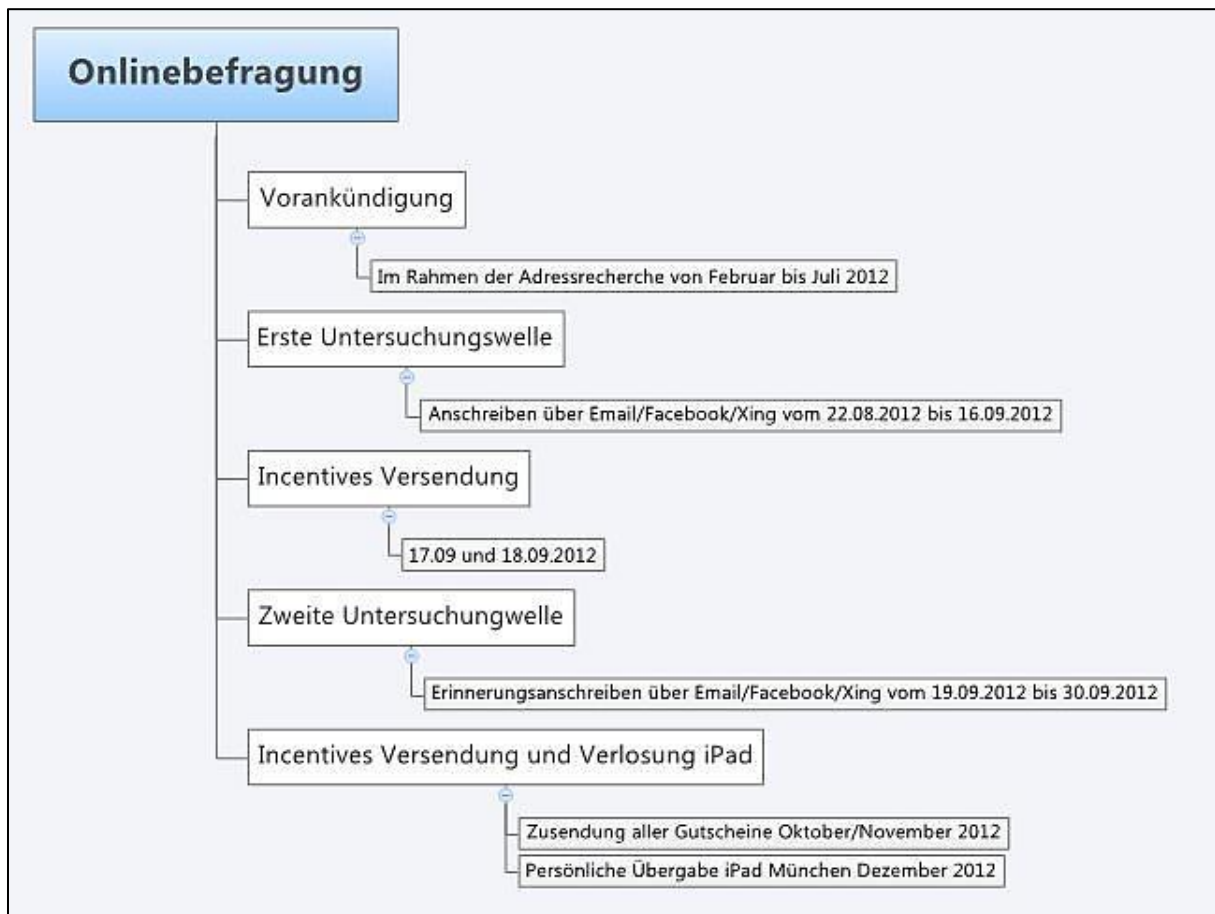 Onlinebefragung
Vorankündigung
Im Rahmen der Adressrecherche von Februar bis Juli 2012
Erste Untersuchungswelle
Anschreiben über Email/Facebook/Xing vom 22.08.2012 bis 16.09.2012
Incentives Versendung
17.09 und 18.09.2012
Zweite Untersuchungwelle
Erinnerungsanschreiben über Email/Facebook/Xing vom 19.09.2012 bis 30.09.2012
Incentives Versendung und Verlosung iPad
Zusendung aller Gutscheine Oktober/November 2012
Persönliche Übergabe iPad München Dezember 2012